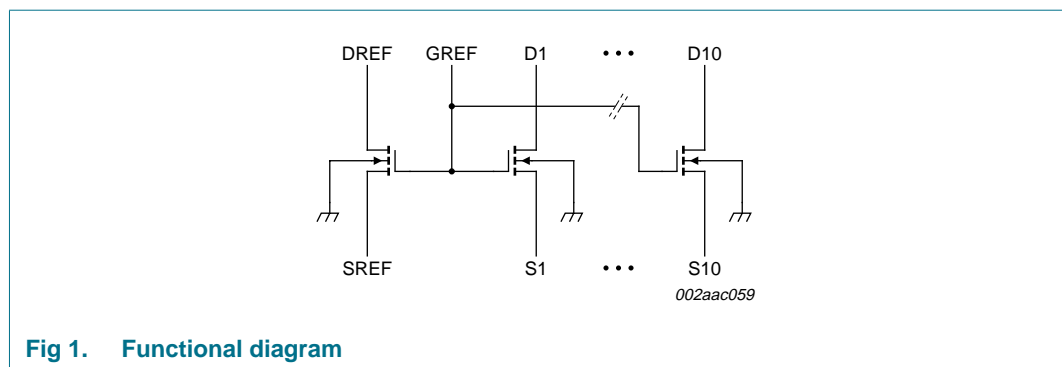 DREF GREF D1 ••• D10
SREF S1 ••• S10
002aac059
Fig 1. Functional diagram